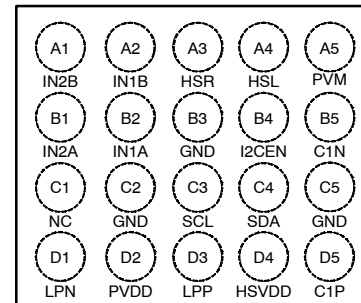 A1 A2 A3 A4 A5
IN2B IN1B HSR HSL PVM
B1 B2 B3 B4 B5
IN2A IN1A GND I2CEN C1N
C1 C2 C3 C4 C5
NC GND SCL SDA GND
D1 D2 D3 D4 D5
LPN PVDD LPP HSVDD C1P